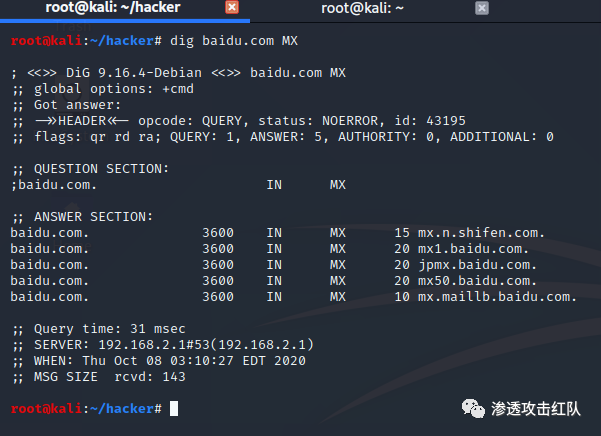 root@kali: ~/hacker
root@kali: ~
root@kali:~/hacker# dig baidu.com MX
; <<>> DiG 9.16.4-Debian <<>> baidu.com MX
;; global options: +cmd
;; Got answer:
;; ->>HEADER<<- opcode: QUERY, status: NOERROR, id: 43195
;; flags: qr rd ra; QUERY: 1, ANSWER: 5, AUTHORITY: 0, ADDITIONAL: 0
;; QUESTION SECTION:
;baidu.com. IN MX
;; ANSWER SECTION:
baidu.com. 3600 IN MX 15 mx.n.shifen.com.
baidu.com. 3600 IN MX 20 mx1.baidu.com.
baidu.com. 3600 IN MX 20 jpmx.baidu.com.
baidu.com. 3600 IN MX 20 mx50.baidu.com.
baidu.com. 3600 IN MX 10 mx.maillb.baidu.com.
;; Query time: 31 msec
;; SERVER: 192.168.2.1#53(192.168.2.1)
;; WHEN: Thu Oct 08 03:10:27 EDT 2020
;; MSG SIZE rcvd: 143
root@kali:~/hacker#
渗透攻击红队